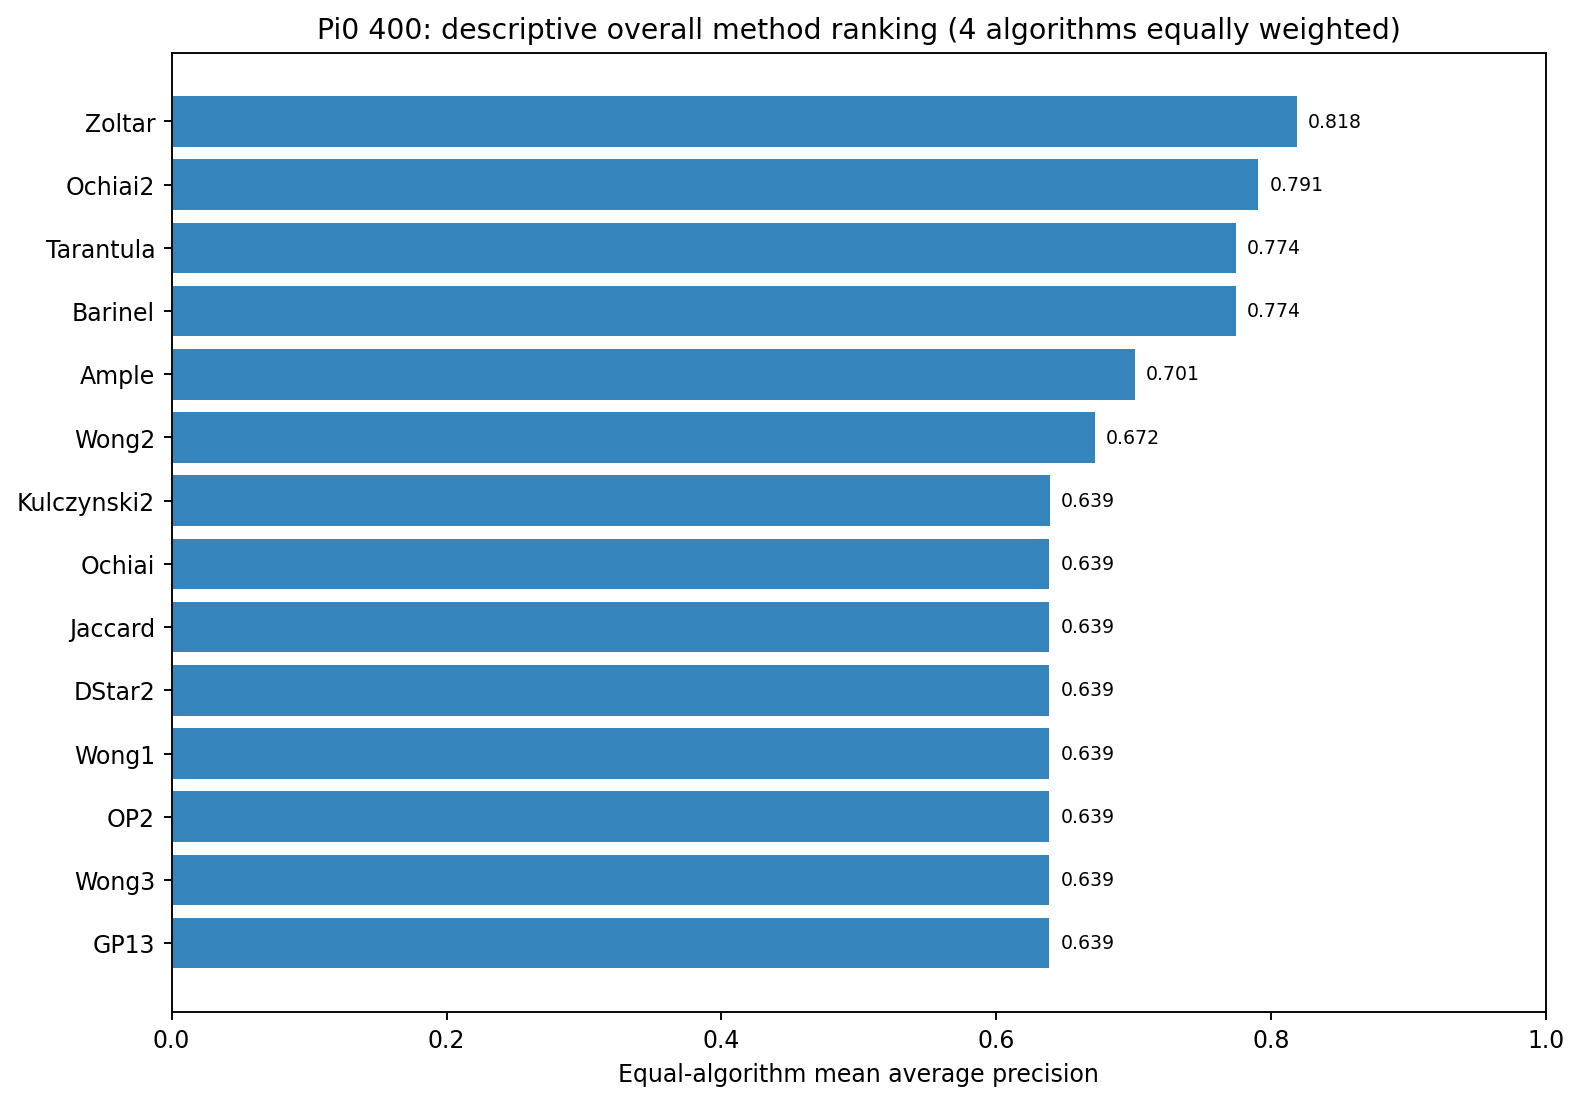 Pi0 400: descriptive overall method ranking (4 algorithms equally weighted)
Zoltar 0.818
Ochiai2 0.791
Tarantula 0.774
Barinel 0.774
Ample 0.701
Wong2 0.672
Kulczynski2 0.639
Ochiai 0.639
Jaccard 0.639
DStar2 0.639
Wong1 0.639
OP2 0.639
Wong3 0.639
GP13 0.639
0.0 0.2 0.4 0.6 0.8 1.0
Equal-algorithm mean average precision